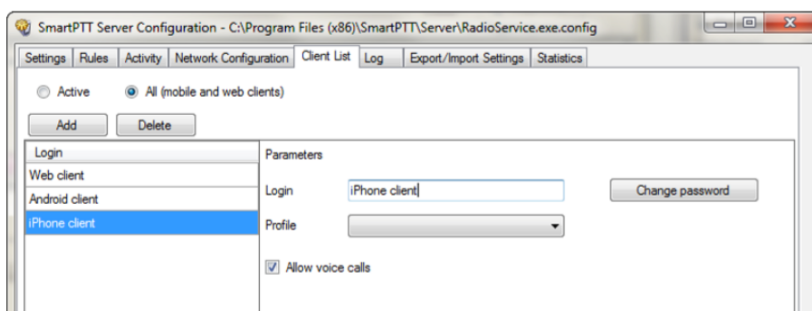 SmartPTT Server Configuration - C:\Program Files (x86)\SmartPTT\Server\RadioService.exe.config
Settings Rules Activity Network Configuration Client List Log Export/Import Settings Statistics
Active All (mobile and web clients)
Add Delete
Login Parameters
Web client
Login iPhone client Change password
Android client
iPhone client Profile
Allow voice calls